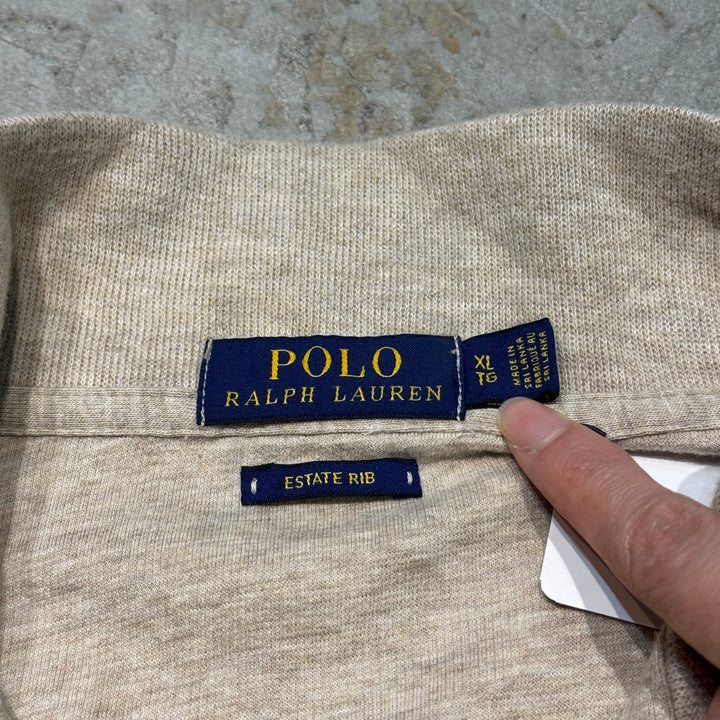 POLO
RALPH LAUREN
XL
TG
MADE IN
SRI LANKA
FABRIQUÉ AU
SRI LANKA
ESTATE RIB